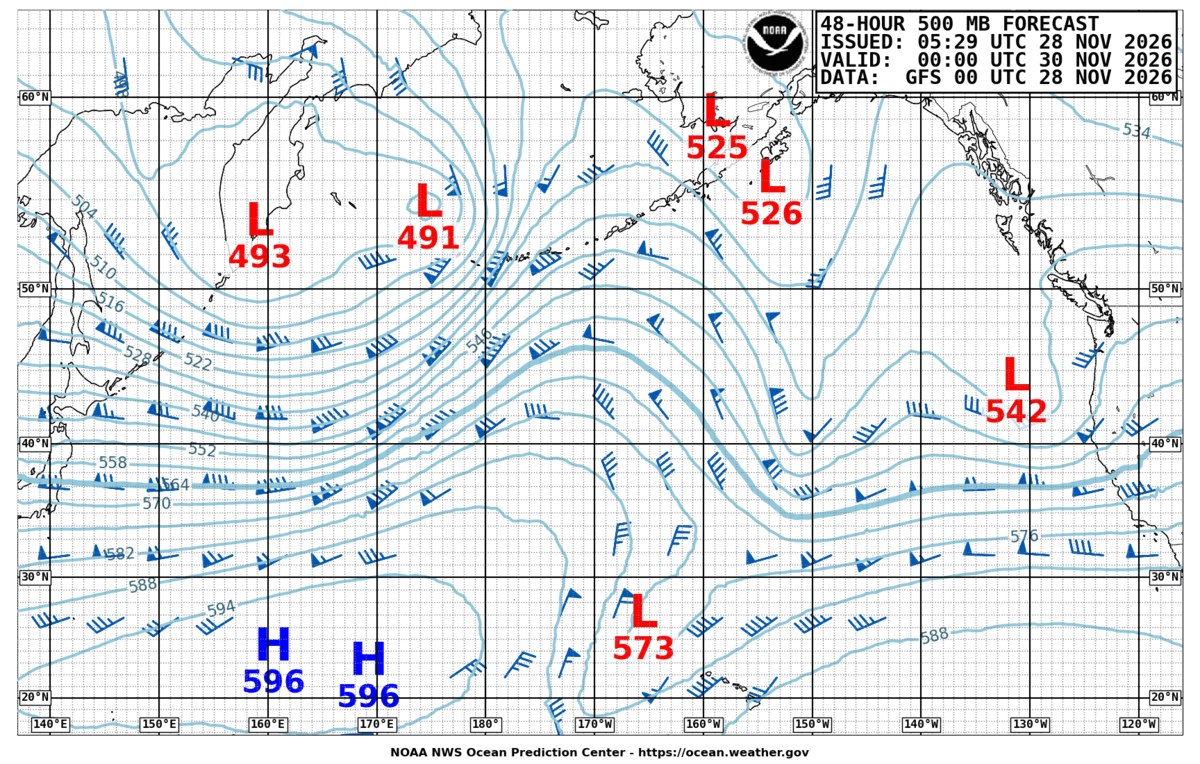 48-HOUR 500 MB FORECAST
ISSUED: 05:29 UTC 28 NOV 2026
VALID: 00:00 UTC 30 NOV 2026
DATA: GFS 00 UTC 28 NOV 2026
NOAA
60°N
60°N
534
L
525
L
526
L
493
L
491
504
510
516
50°N
50°N
522
528
546
540
L
542
40°N
40°N
552
558
564
570
576
582
588
30°N
30°N
594
588
L
573
H
596
H
596
20°N
20°N
140°E
150°E
160°E
170°E
180°
170°W
160°W
150°W
140°W
130°W
120°W
NOAA NWS Ocean Prediction Center - https://ocean.weather.gov